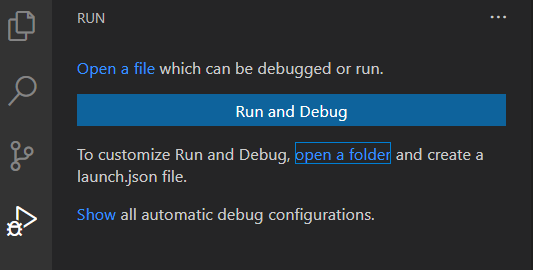 RUN
Open a file which can be debugged or run.
Run and Debug
To customize Run and Debug, open a folder and create a
launch.json file.
Show all automatic debug configurations.